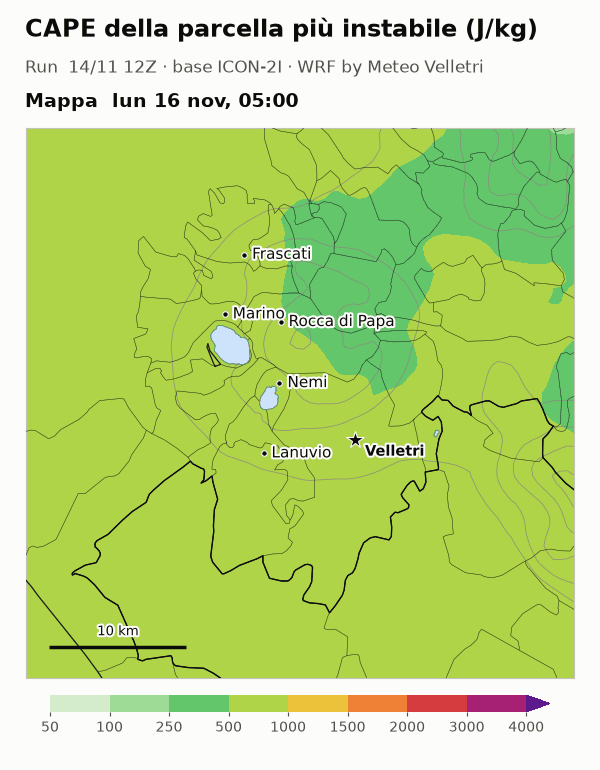 CAPE della parcella più instabile (J/kg)
Run  14/11 12Z · base ICON-2I · WRF by Meteo Velletri
Mappa  lun 16 nov, 05:00
Frascati
Marino
Rocca di Papa
Nemi
Velletri
Lanuvio
10 km
50 100 250 500 1000 1500 2000 3000 4000